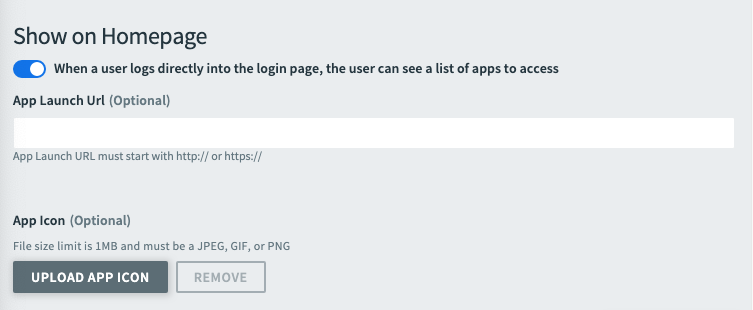 Show on Homepage
When a user logs directly into the login page, the user can see a list of apps to access
App Launch Url (Optional)
App Launch URL must start with http:// or https://
App Icon (Optional)
File size limit is 1MB and must be a JPEG, GIF, or PNG
UPLOAD APP ICON REMOVE